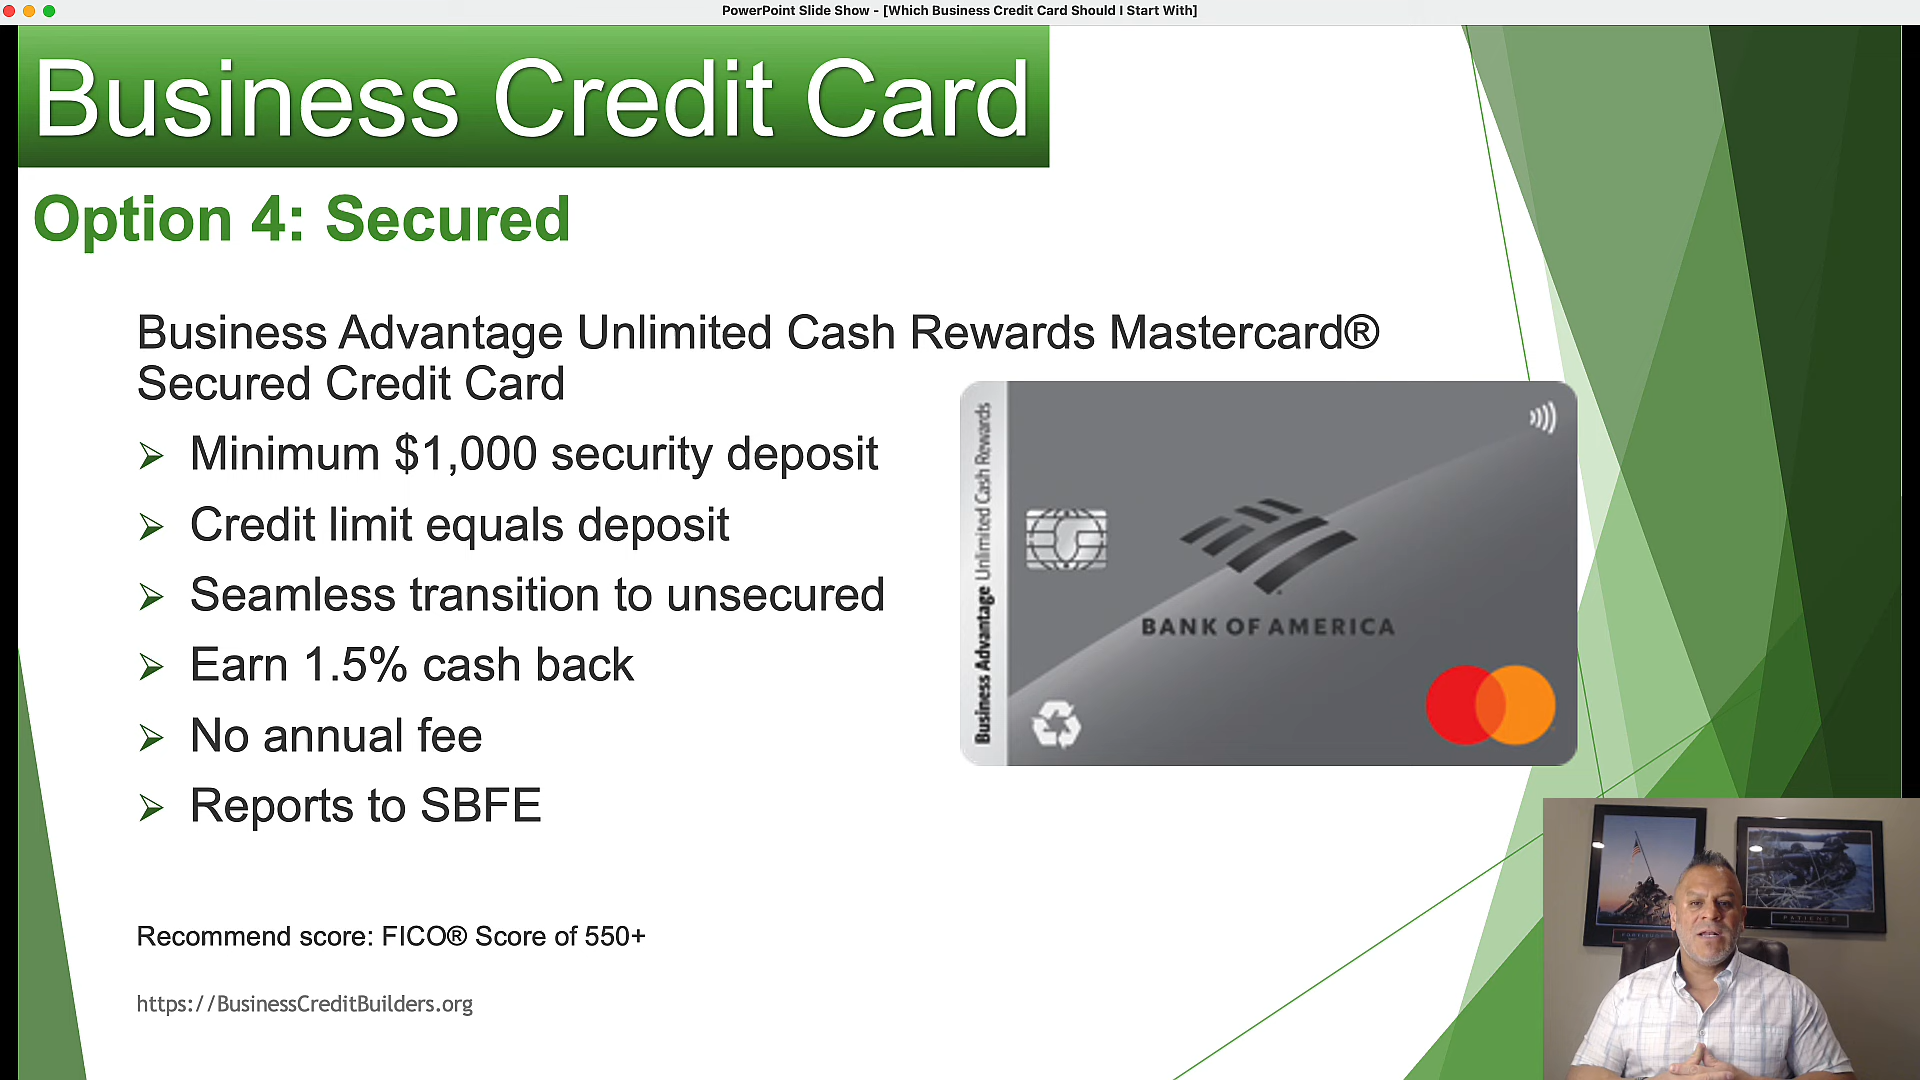 PowerPoint Slide Show - [Which Business Credit Card Should I Start With]
Business Credit Card
Option 4: Secured
Business Advantage Unlimited Cash Rewards Mastercard®
Secured Credit Card
Minimum $1,000 security deposit
Credit limit equals deposit
Seamless transition to unsecured
Earn 1.5% cash back
No annual fee
Reports to SBFE
Business Advantage Unlimited Cash Rewards
BANK OF AMERICA
Recommend score: FICO® Score of 550+
https://BusinessCreditBuilders.org
PATIENCE